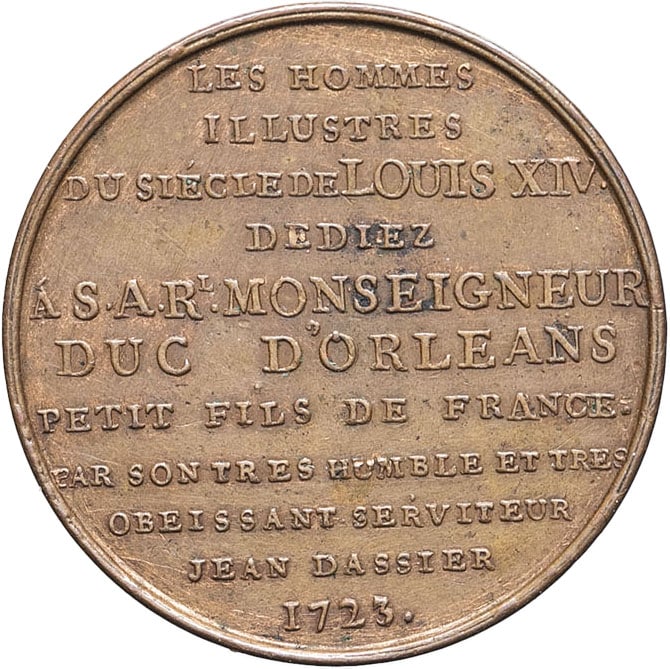 LES HOMMES
ILLUSTRES
DU SIÉCLE DE LOUIS XIV.
DEDIEZ
Á S.A.RL. MONSEIGNEUR
DUC D'ORLEANS
PETIT FILS DE FRANCE:
PAR SON TRES HUMBLE ET TRES
OBEISSANT SERVITEUR
JEAN DASSIER
1723.